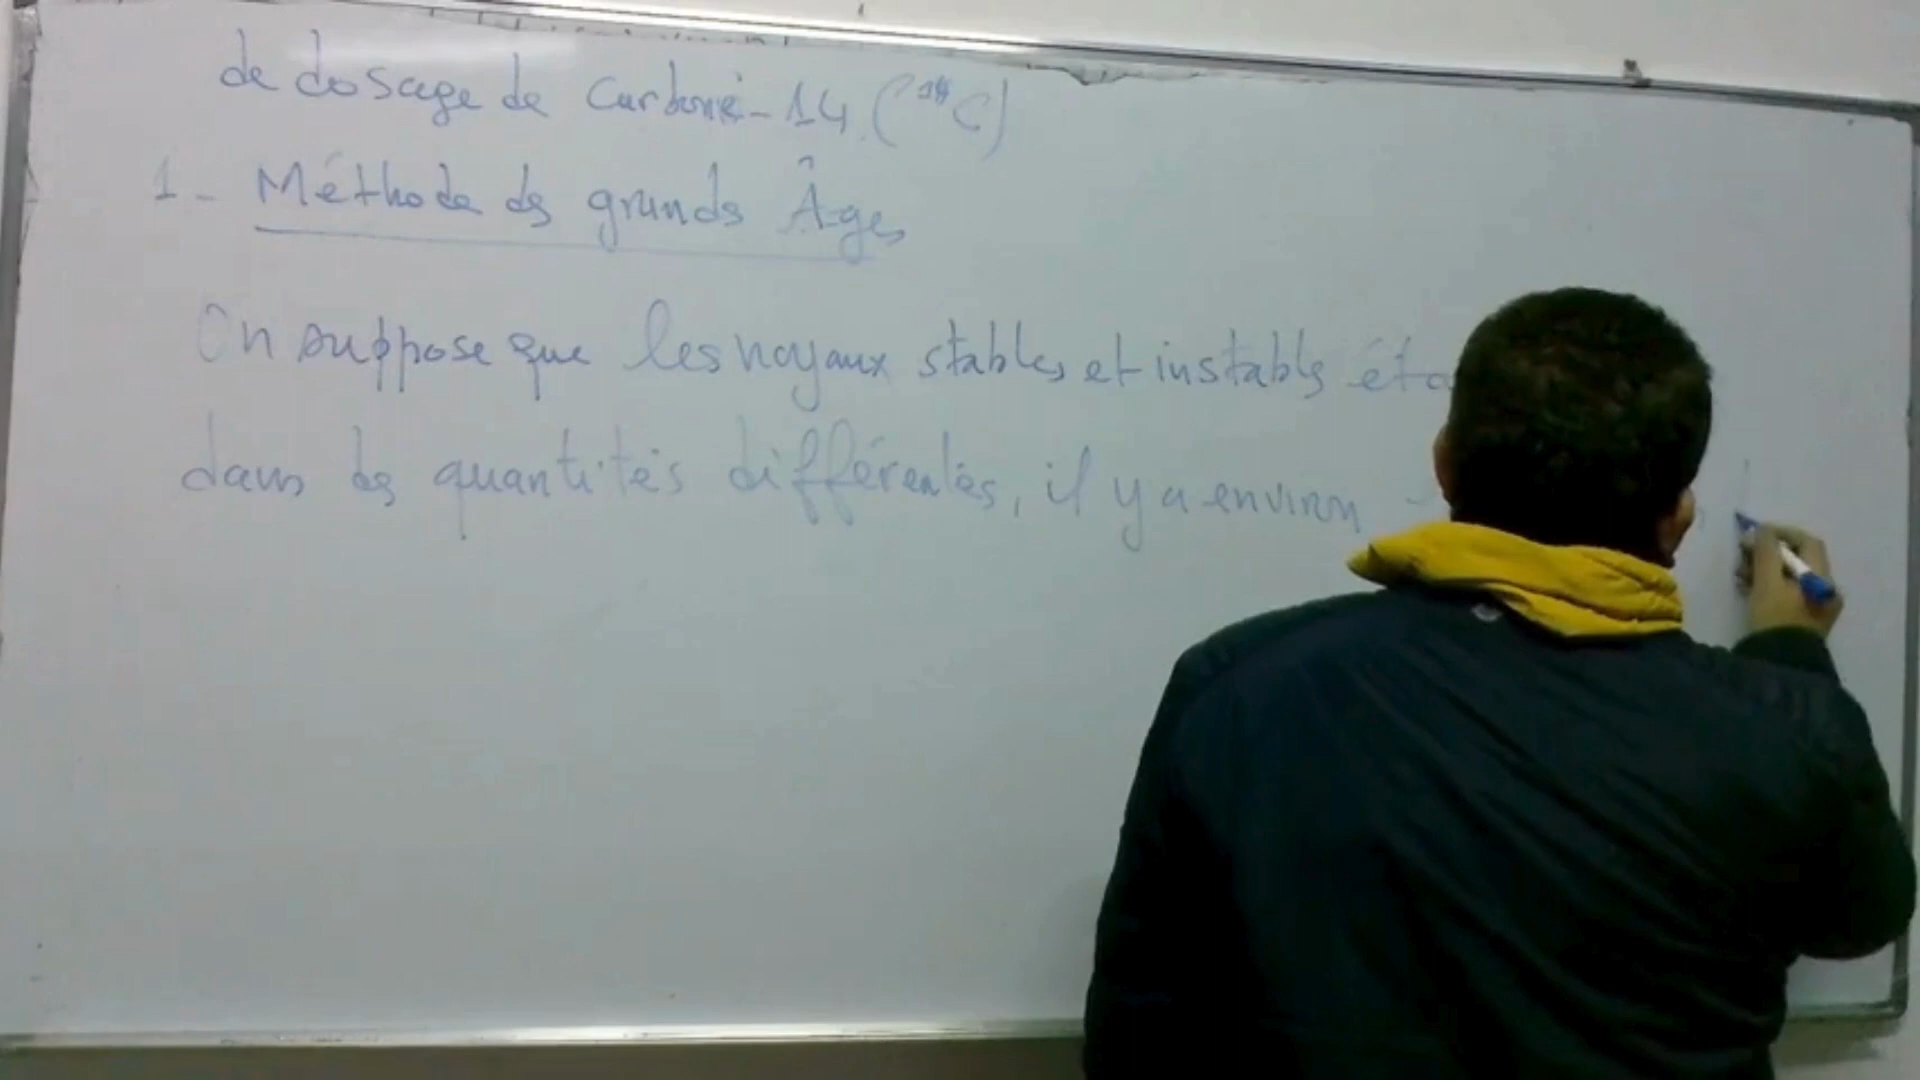 de dosage de Carbone-14 (¹⁴C)
1- Méthode des grands Âges
On suppose que les noyaux stables et instables
dans des quantités différentes, il y a environ